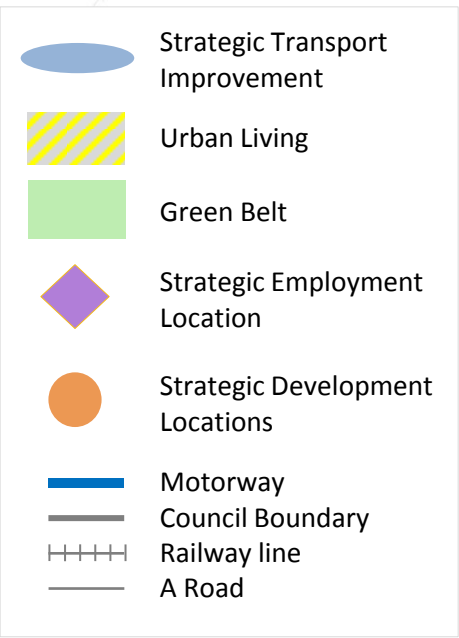 Strategic Transport
Improvement
Urban Living
Green Belt
Strategic Employment
Location
Strategic Development
Locations
Motorway
Council Boundary
Railway line
A Road